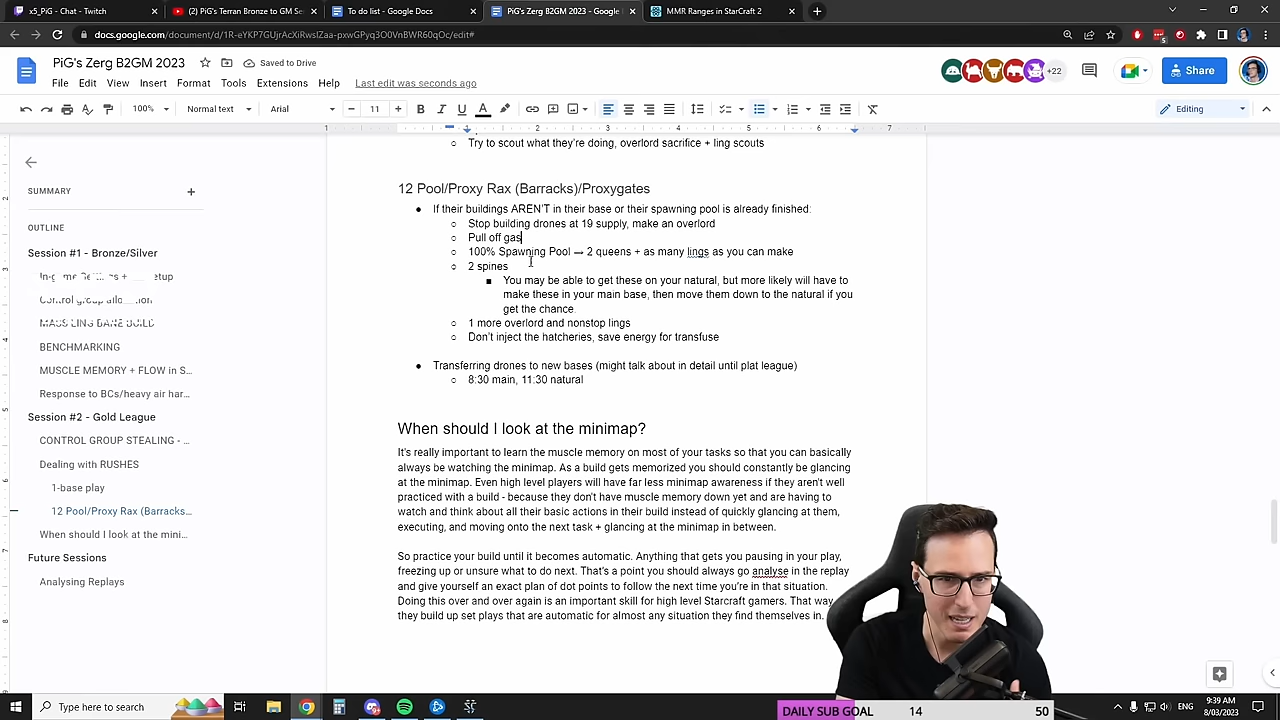 x5_PiG - Chat - Twitch
(2) PiG's Terran Bronze to GM Se
To do list - Google Docs
PiG's Zerg B2GM 2023 - Google
MMR Ranges in StarCraft 2
PiG's Zerg B2GM 2023
Saved to Drive
File Edit View Insert Format Tools Extensions Help
Last edit was seconds ago
+22
Share
100% Normal text Arial 11
Editing
SUMMARY
OUTLINE
Session #1 - Bronze/Silver
BENCHMARKING
MUSCLE MEMORY + FLOW in S...
Response to BCs/heavy air har...
Session #2 - Gold League
CONTROL GROUP STEALING - ...
Dealing with RUSHES
1-base play
12 Pool/Proxy Rax (Barracks...
When should I look at the mini...
Future Sessions
Analysing Replays
Try to scout what they're doing, overlord sacrifice + ling scouts
12 Pool/Proxy Rax (Barracks)/Proxygates
If their buildings AREN'T in their base or their spawning pool is already finished:
Stop building drones at 19 supply, make an overlord
Pull off gas
100% Spawning Pool → 2 queens + as many lings as you can make
2 spines
You may be able to get these on your natural, but more likely will have to
make these in your main base, then move them down to the natural if you
get the chance.
1 more overlord and nonstop lings
Don't inject the hatcheries, save energy for transfuse
Transferring drones to new bases (might talk about in detail until plat league)
8:30 main, 11:30 natural
When should I look at the minimap?
It's really important to learn the muscle memory on most of your tasks so that you can basically
always be watching the minimap. As a build gets memorized you should constantly be glancing
at the minimap. Even high level players will have far less minimap awareness if they aren't well
practiced with a build - because they don't have muscle memory down yet and are having to
watch and think about all their basic actions in their build instead of quickly glancing at them,
executing, and moving onto the next task + glancing at the minimap in between.
So practice your build until it becomes automatic. Anything that gets you pausing in your play,
freezing up or unsure what to do next. That's a point you should always go analyse in the replay
and give yourself an exact plan of dot points to follow the next time you're in that situation.
Doing this over and over again is an important skill for high level Starcraft gamers. That way
they build up set plays that are automatic for almost any situation they find themselves in.
Type here to search
DAILY SUB GOAL 14 50
ENG
9:39 AM
8/03/2023